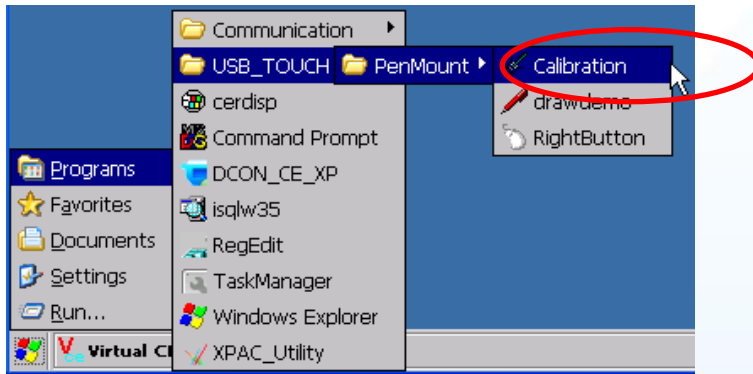 Communication
USB_TOUCH
PenMount
Calibration
cerdisp
drawdemo
Command Prompt
RightButton
Programs
DCON_CE_XP
Favorites
isqlw35
Documents
RegEdit
Settings
TaskManager
Run...
Windows Explorer
Virtual
XPAC_Utility